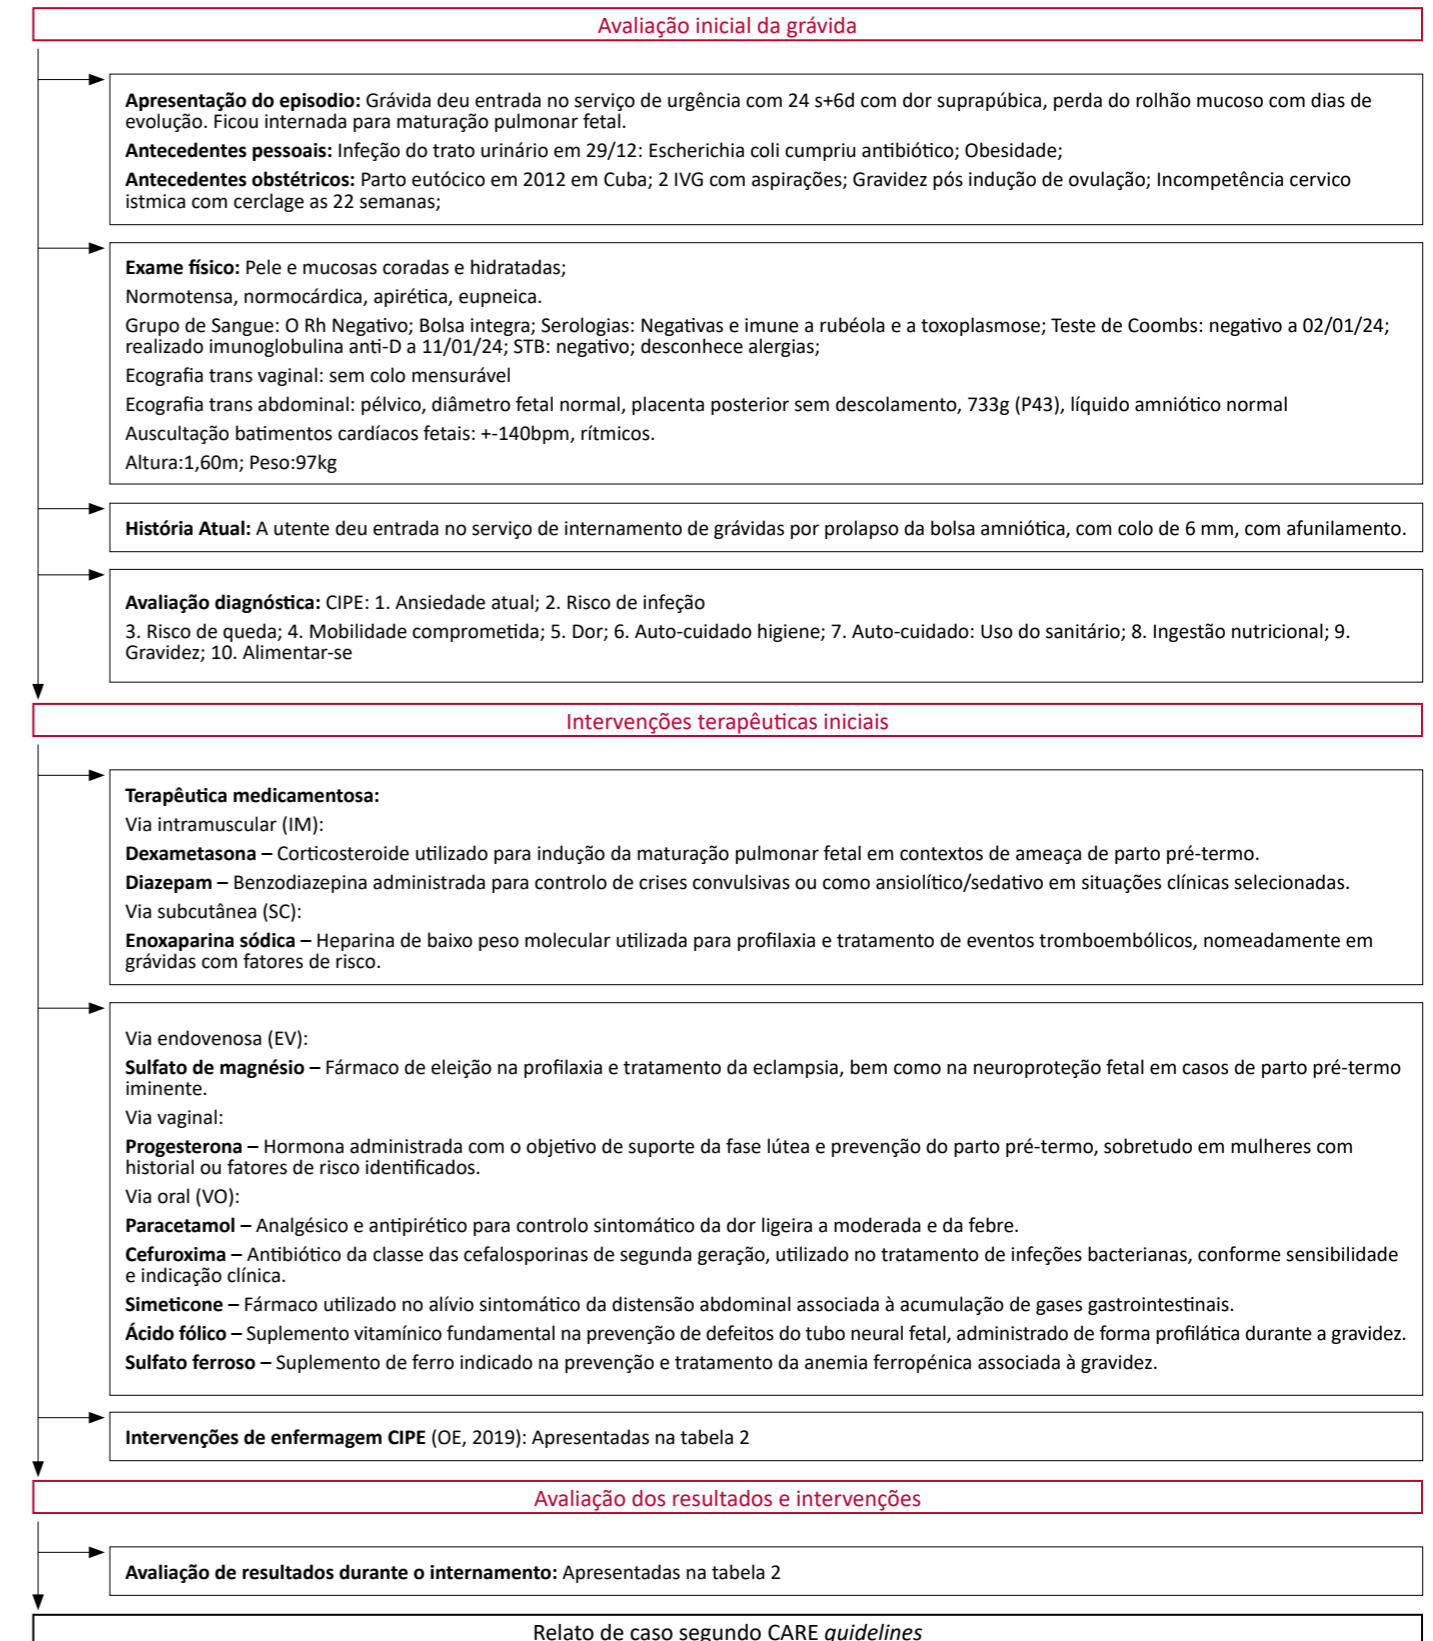 Avaliação inicial da grávida
Apresentação do episodio: Grávida deu entrada no serviço de urgência com 24 s+6d com dor suprapúbica, perda do rolhão mucoso com dias de
evolução. Ficou internada para maturação pulmonar fetal.
Antecedentes pessoais: Infeção do trato urinário em 29/12: Escherichia coli cumpriu antibiótico; Obesidade;
Antecedentes obstétricos: Parto eutócico em 2012 em Cuba; 2 IVG com aspirações; Gravidez pós indução de ovulação; Incompetência cervico
istmica com cerclage as 22 semanas;
Exame físico: Pele e mucosas coradas e hidratadas;
Normotensa, normocárdica, apirética, eupneica.
Grupo de Sangue: O Rh Negativo; Bolsa integra; Serologias: Negativas e imune a rubéola e a toxoplasmose; Teste de Coombs: negativo a 02/01/24;
realizado imunoglobulina anti-D a 11/01/24; STB: negativo; desconhece alergias;
Ecografia trans vaginal: sem colo mensurável
Ecografia trans abdominal: pélvico, diâmetro fetal normal, placenta posterior sem descolamento, 733g (P43), líquido amniótico normal
Auscultação batimentos cardíacos fetais: +-140bpm, rítmicos.
Altura:1,60m; Peso:97kg
História Atual: A utente deu entrada no serviço de internamento de grávidas por prolapso da bolsa amniótica, com colo de 6 mm, com afunilamento.
Avaliação diagnóstica: CIPE: 1. Ansiedade atual; 2. Risco de infeção
3. Risco de queda; 4. Mobilidade comprometida; 5. Dor; 6. Auto-cuidado higiene; 7. Auto-cuidado: Uso do sanitário; 8. Ingestão nutricional; 9.
Gravidez; 10. Alimentar-se
Intervenções terapêuticas iniciais
Terapêutica medicamentosa:
Via intramuscular (IM):
Dexametasona – Corticosteroide utilizado para indução da maturação pulmonar fetal em contextos de ameaça de parto pré-termo.
Diazepam – Benzodiazepina administrada para controlo de crises convulsivas ou como ansiolítico/sedativo em situações clínicas selecionadas.
Via subcutânea (SC):
Enoxaparina sódica – Heparina de baixo peso molecular utilizada para profilaxia e tratamento de eventos tromboembólicos, nomeadamente em
grávidas com fatores de risco.
Via endovenosa (EV):
Sulfato de magnésio – Fármaco de eleição na profilaxia e tratamento da eclampsia, bem como na neuroproteção fetal em casos de parto pré-termo
iminente.
Via vaginal:
Progesterona – Hormona administrada com o objetivo de suporte da fase lútea e prevenção do parto pré-termo, sobretudo em mulheres com
historial ou fatores de risco identificados.
Via oral (VO):
Paracetamol – Analgésico e antipirético para controlo sintomático da dor ligeira a moderada e da febre.
Cefuroxima – Antibiótico da classe das cefalosporinas de segunda geração, utilizado no tratamento de infeções bacterianas, conforme sensibilidade
e indicação clínica.
Simeticone – Fármaco utilizado no alívio sintomático da distensão abdominal associada à acumulação de gases gastrointestinais.
Ácido fólico – Suplemento vitamínico fundamental na prevenção de defeitos do tubo neural fetal, administrado de forma profilática durante a gravidez.
Sulfato ferroso – Suplemento de ferro indicado na prevenção e tratamento da anemia ferropénica associada à gravidez.
Intervenções de enfermagem CIPE (OE, 2019): Apresentadas na tabela 2
Avaliação dos resultados e intervenções
Avaliação de resultados durante o internamento: Apresentadas na tabela 2
Relato de caso segundo CARE guidelines